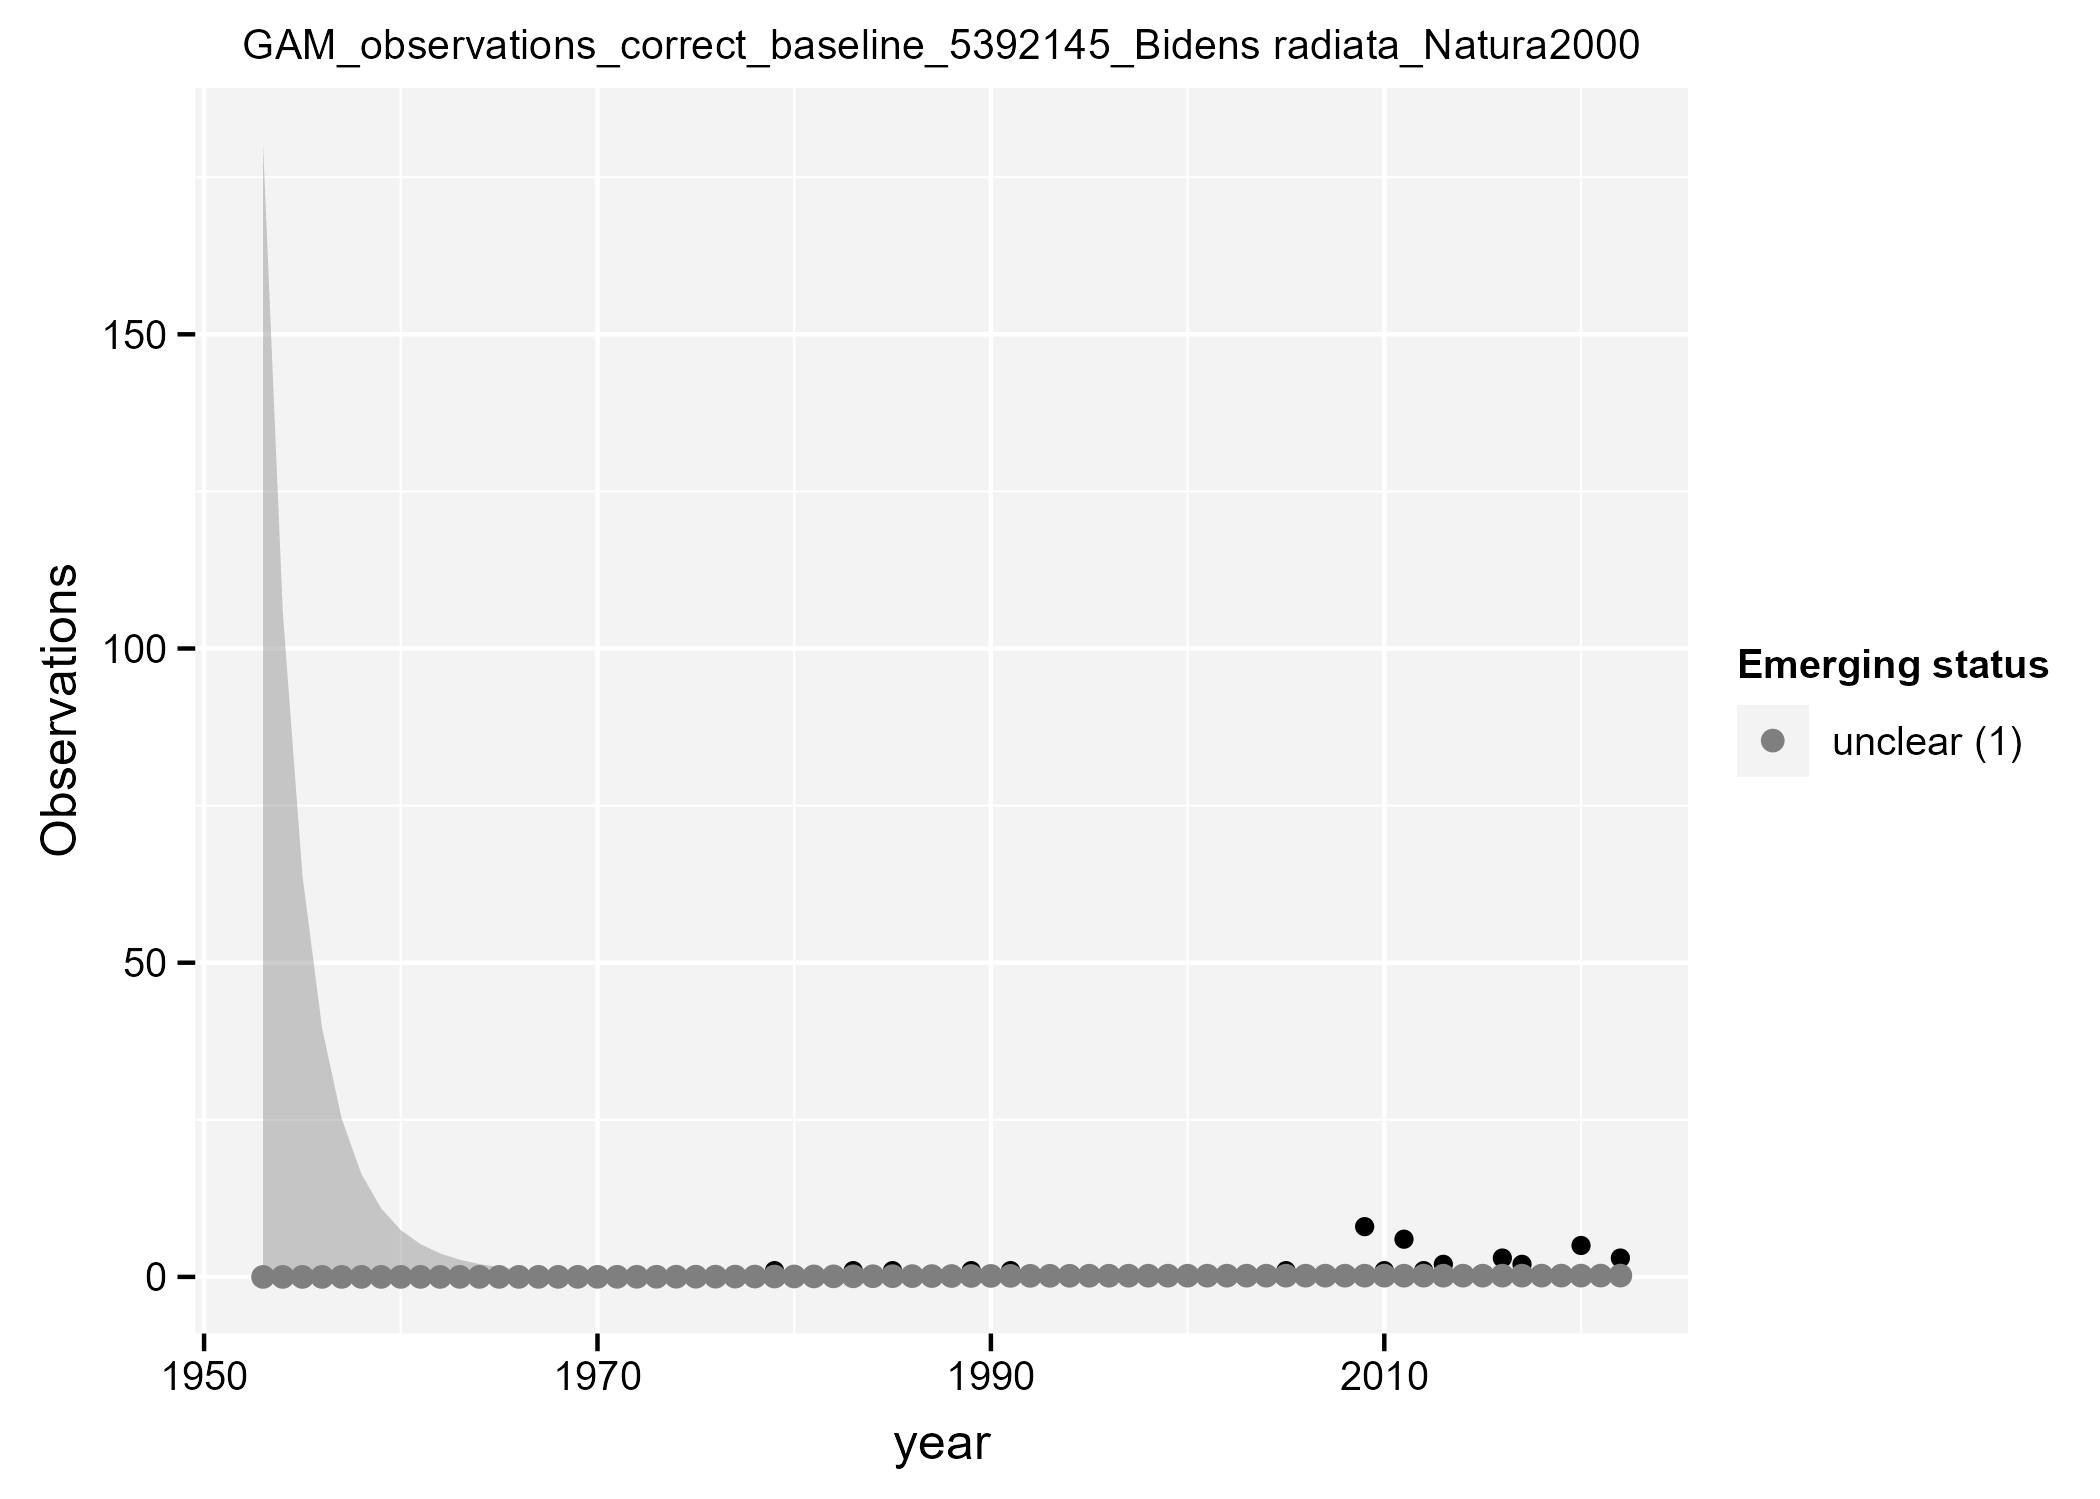 GAM_observations_correct_baseline_5392145_Bidens radiata_Natura2000
Observations
150
100
50
0
1950
1970
1990
2010
year
Emerging status
unclear (1)